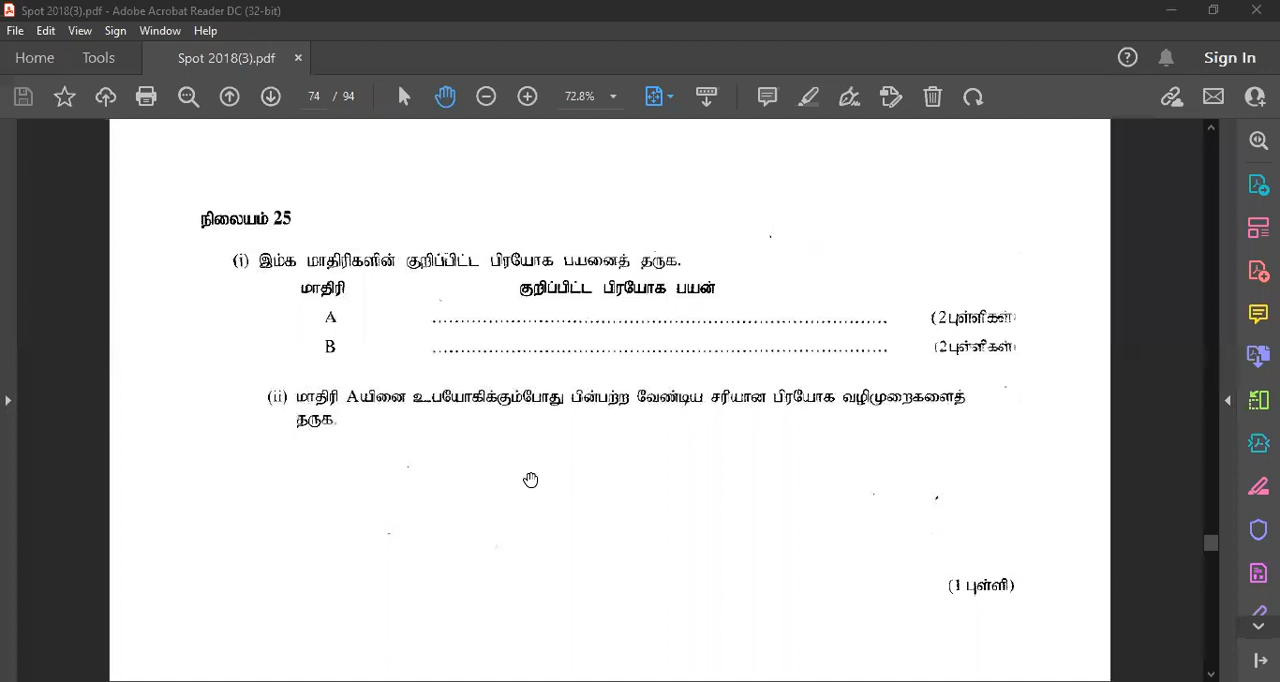 Spot 2018(3).pdf - Adobe Acrobat Reader DC (32-bit)
File Edit View Sign Window Help
Home Tools Spot 2018(3).pdf × Sign In
74 / 94 72.8%
நிலையம் 25
(i) இம்க மாதிரிகளின் குறிப்பிட்ட பிரயோக பயனைத் தருக.
மாதிரி குறிப்பிட்ட பிரயோக பயன்
A ........................................................................................... (2புள்ளிகள்
B ........................................................................................... (2புள்ளிகள்
(ii) மாதிரி Aயினை உபயோகிக்கும்போது பின்பற்ற வேண்டிய சரியான பிரயோக வழிமுறைகளைத்
தருக.
(1 புள்ளி)